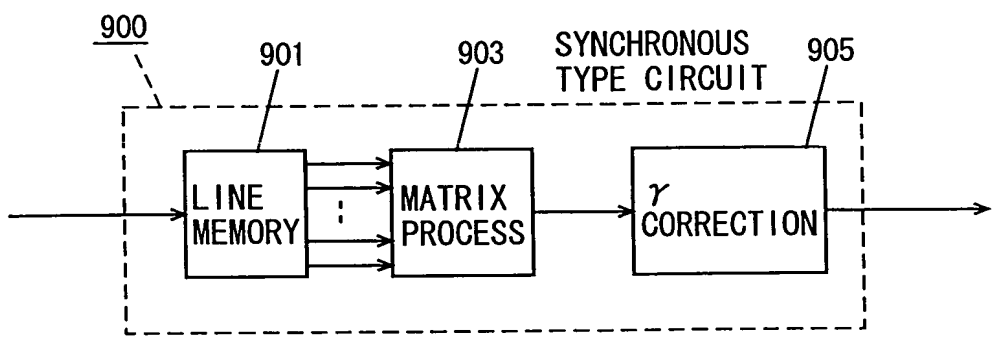 900
901
903
SYNCHRONOUS
TYPE CIRCUIT
905
LINE
MEMORY
MATRIX
PROCESS
γ
CORRECTION